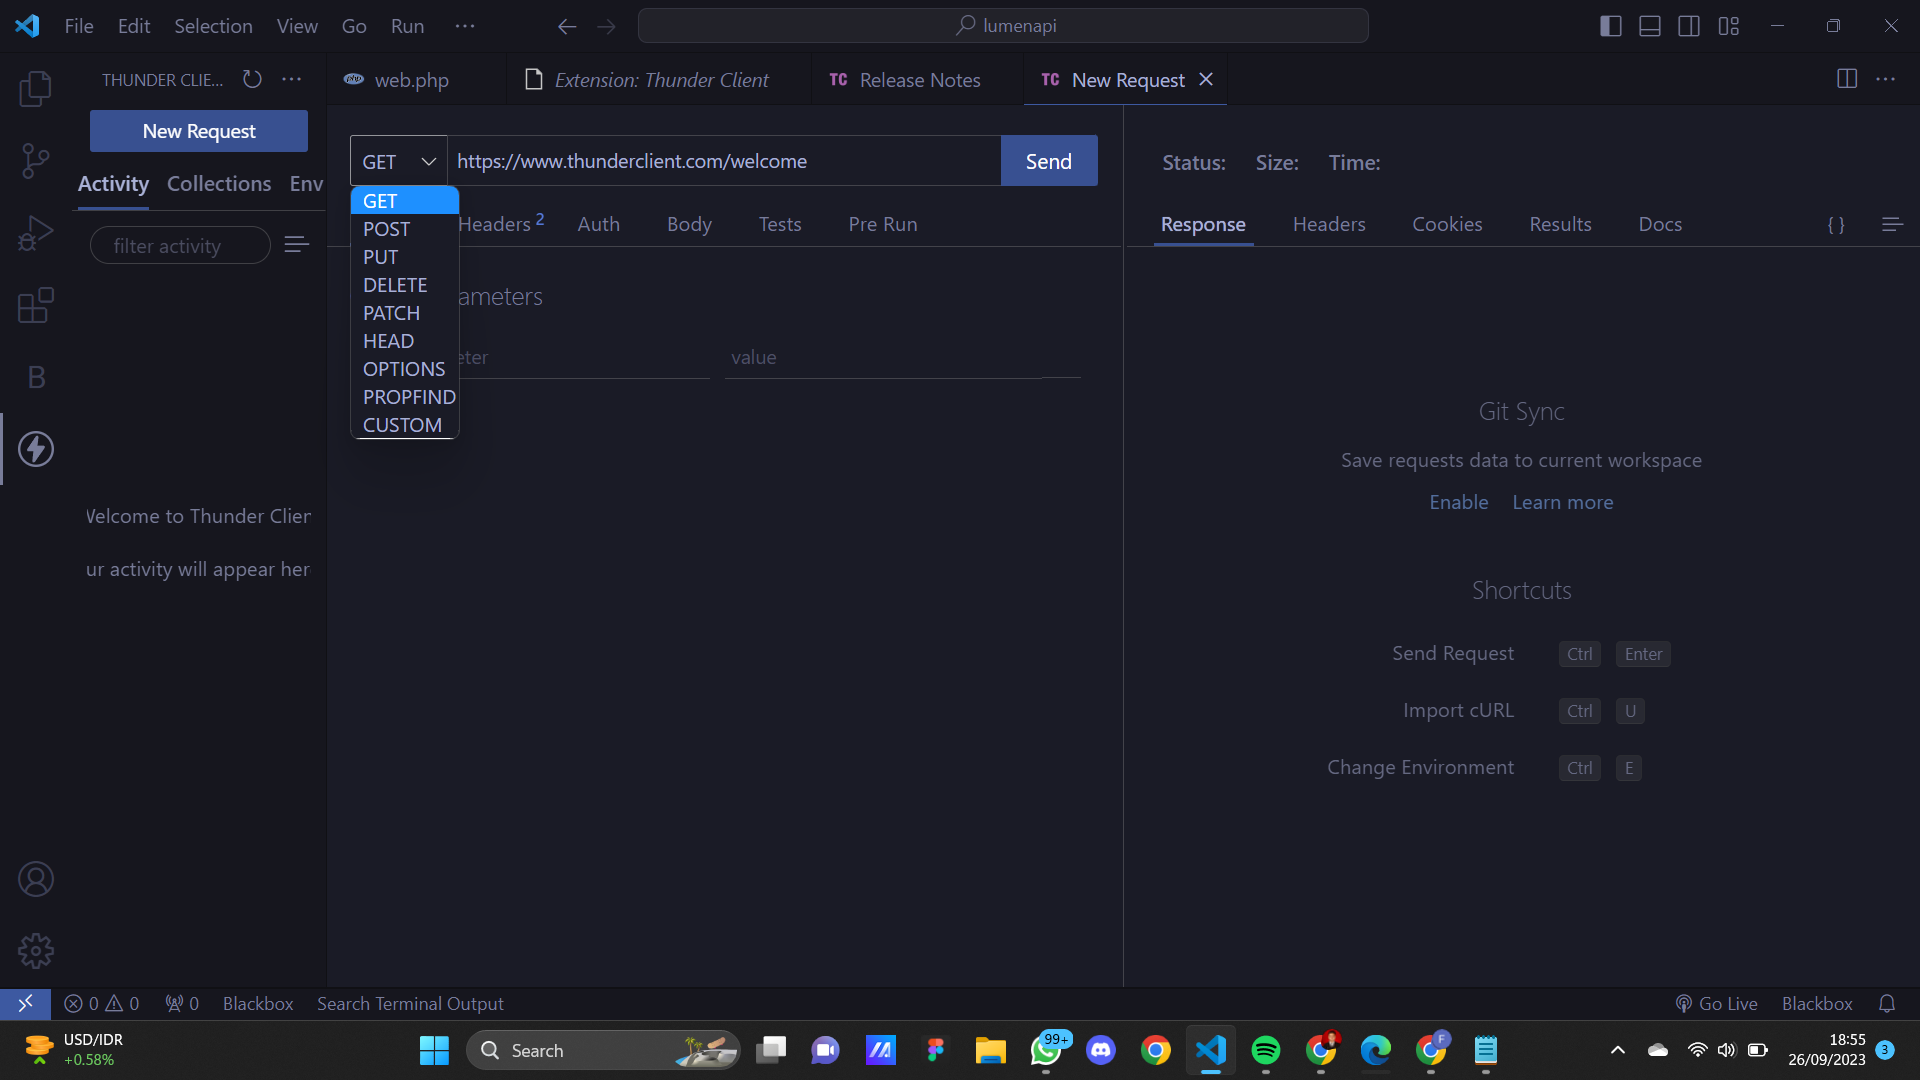 File Edit Selection View Go Run
lumenapi
THUNDER CLIE...
web.php
Extension: Thunder Client
TC Release Notes
TC New Request
New Request
GET
https://www.thunderclient.com/welcome
Send
Status: Size: Time:
Activity Collections Env
filter activity
GET
POST
PUT
DELETE
PATCH
HEAD
OPTIONS
PROPFIND
CUSTOM
Headers 2 Auth Body Tests Pre Run
ameters
eter value
Response Headers Cookies Results Docs { }
B
Welcome to Thunder Clien
ur activity will appear her
Git Sync
Save requests data to current workspace
Enable Learn more
Shortcuts
Send Request Ctrl Enter
Import cURL Ctrl U
Change Environment Ctrl E
0 0 0 Blackbox Search Terminal Output
Go Live Blackbox
USD/IDR
+0.58%
Search
99+
F
18:55
26/09/2023
3